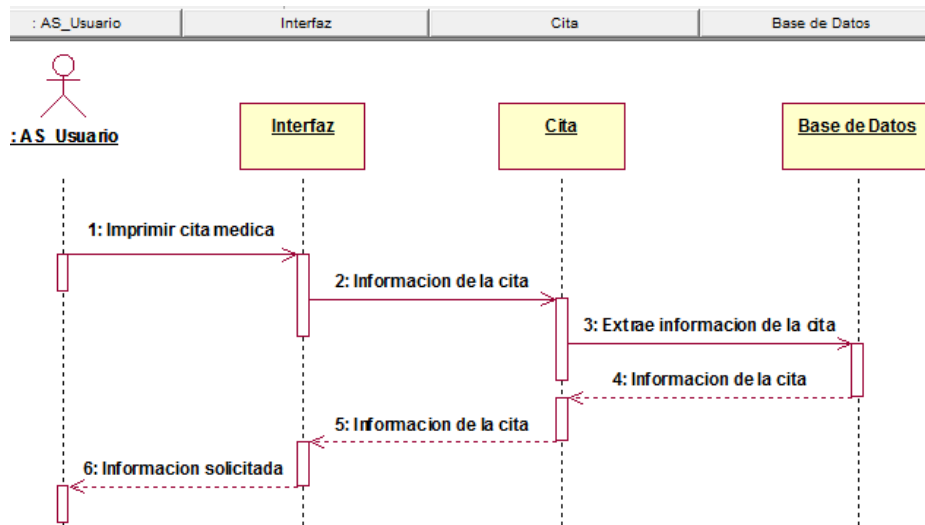 : AS_Usuario
Interfaz
Cita
Base de Datos
: AS_Usuario
Interfaz
Cita
Base de Datos
1: Imprimir cita medica
2: Informacion de la cita
3: Extrae informacion de la cita
4: Informacion de la cita
5: Informacion de la cita
6: Informacion solicitada